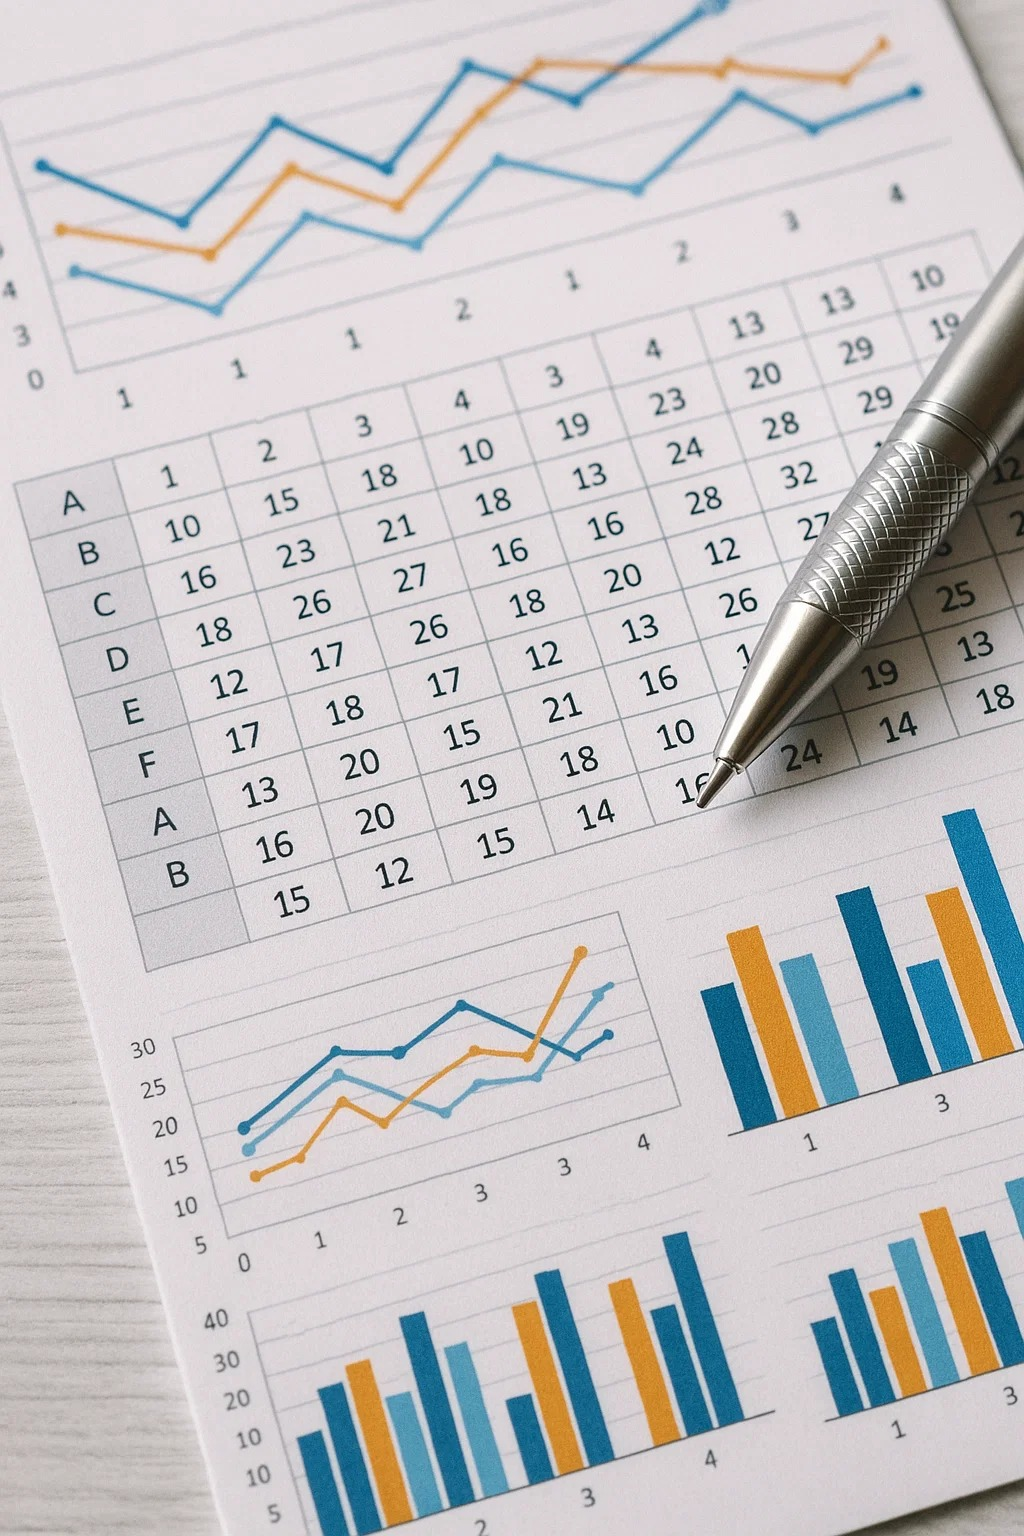 4
3
0
1 1 1 2 1 2 3 4
A 1 2 3 4 3 4 13 13 10
B 10 15 18 10 19 23 20 29 19
C 16 23 21 18 13 24 28 29
D 18 26 27 16 16 28 32
E 12 17 26 18 20 12 27
F 17 18 17 12 13 26 25
A 13 20 15 21 16 19 13
B 16 20 19 18 10 24 14 18
15 12 15 14
30
25
20
15
10
5
0 1 2 3 3 4
1 3
40
30
20
10
10
5
2 3 4
1 3